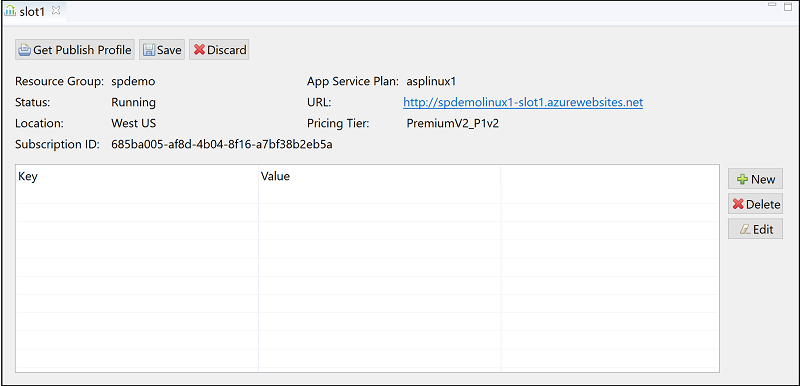 slot1
Get Publish Profile Save Discard
Resource Group: spdemo App Service Plan: asplinux1
Status: Running URL: http://spdemolinux1-slot1.azurewebsites.net
Location: West US Pricing Tier: PremiumV2_P1v2
Subscription ID: 685ba005-af8d-4b04-8f16-a7bf38b2eb5a
Key Value
New
Delete
Edit